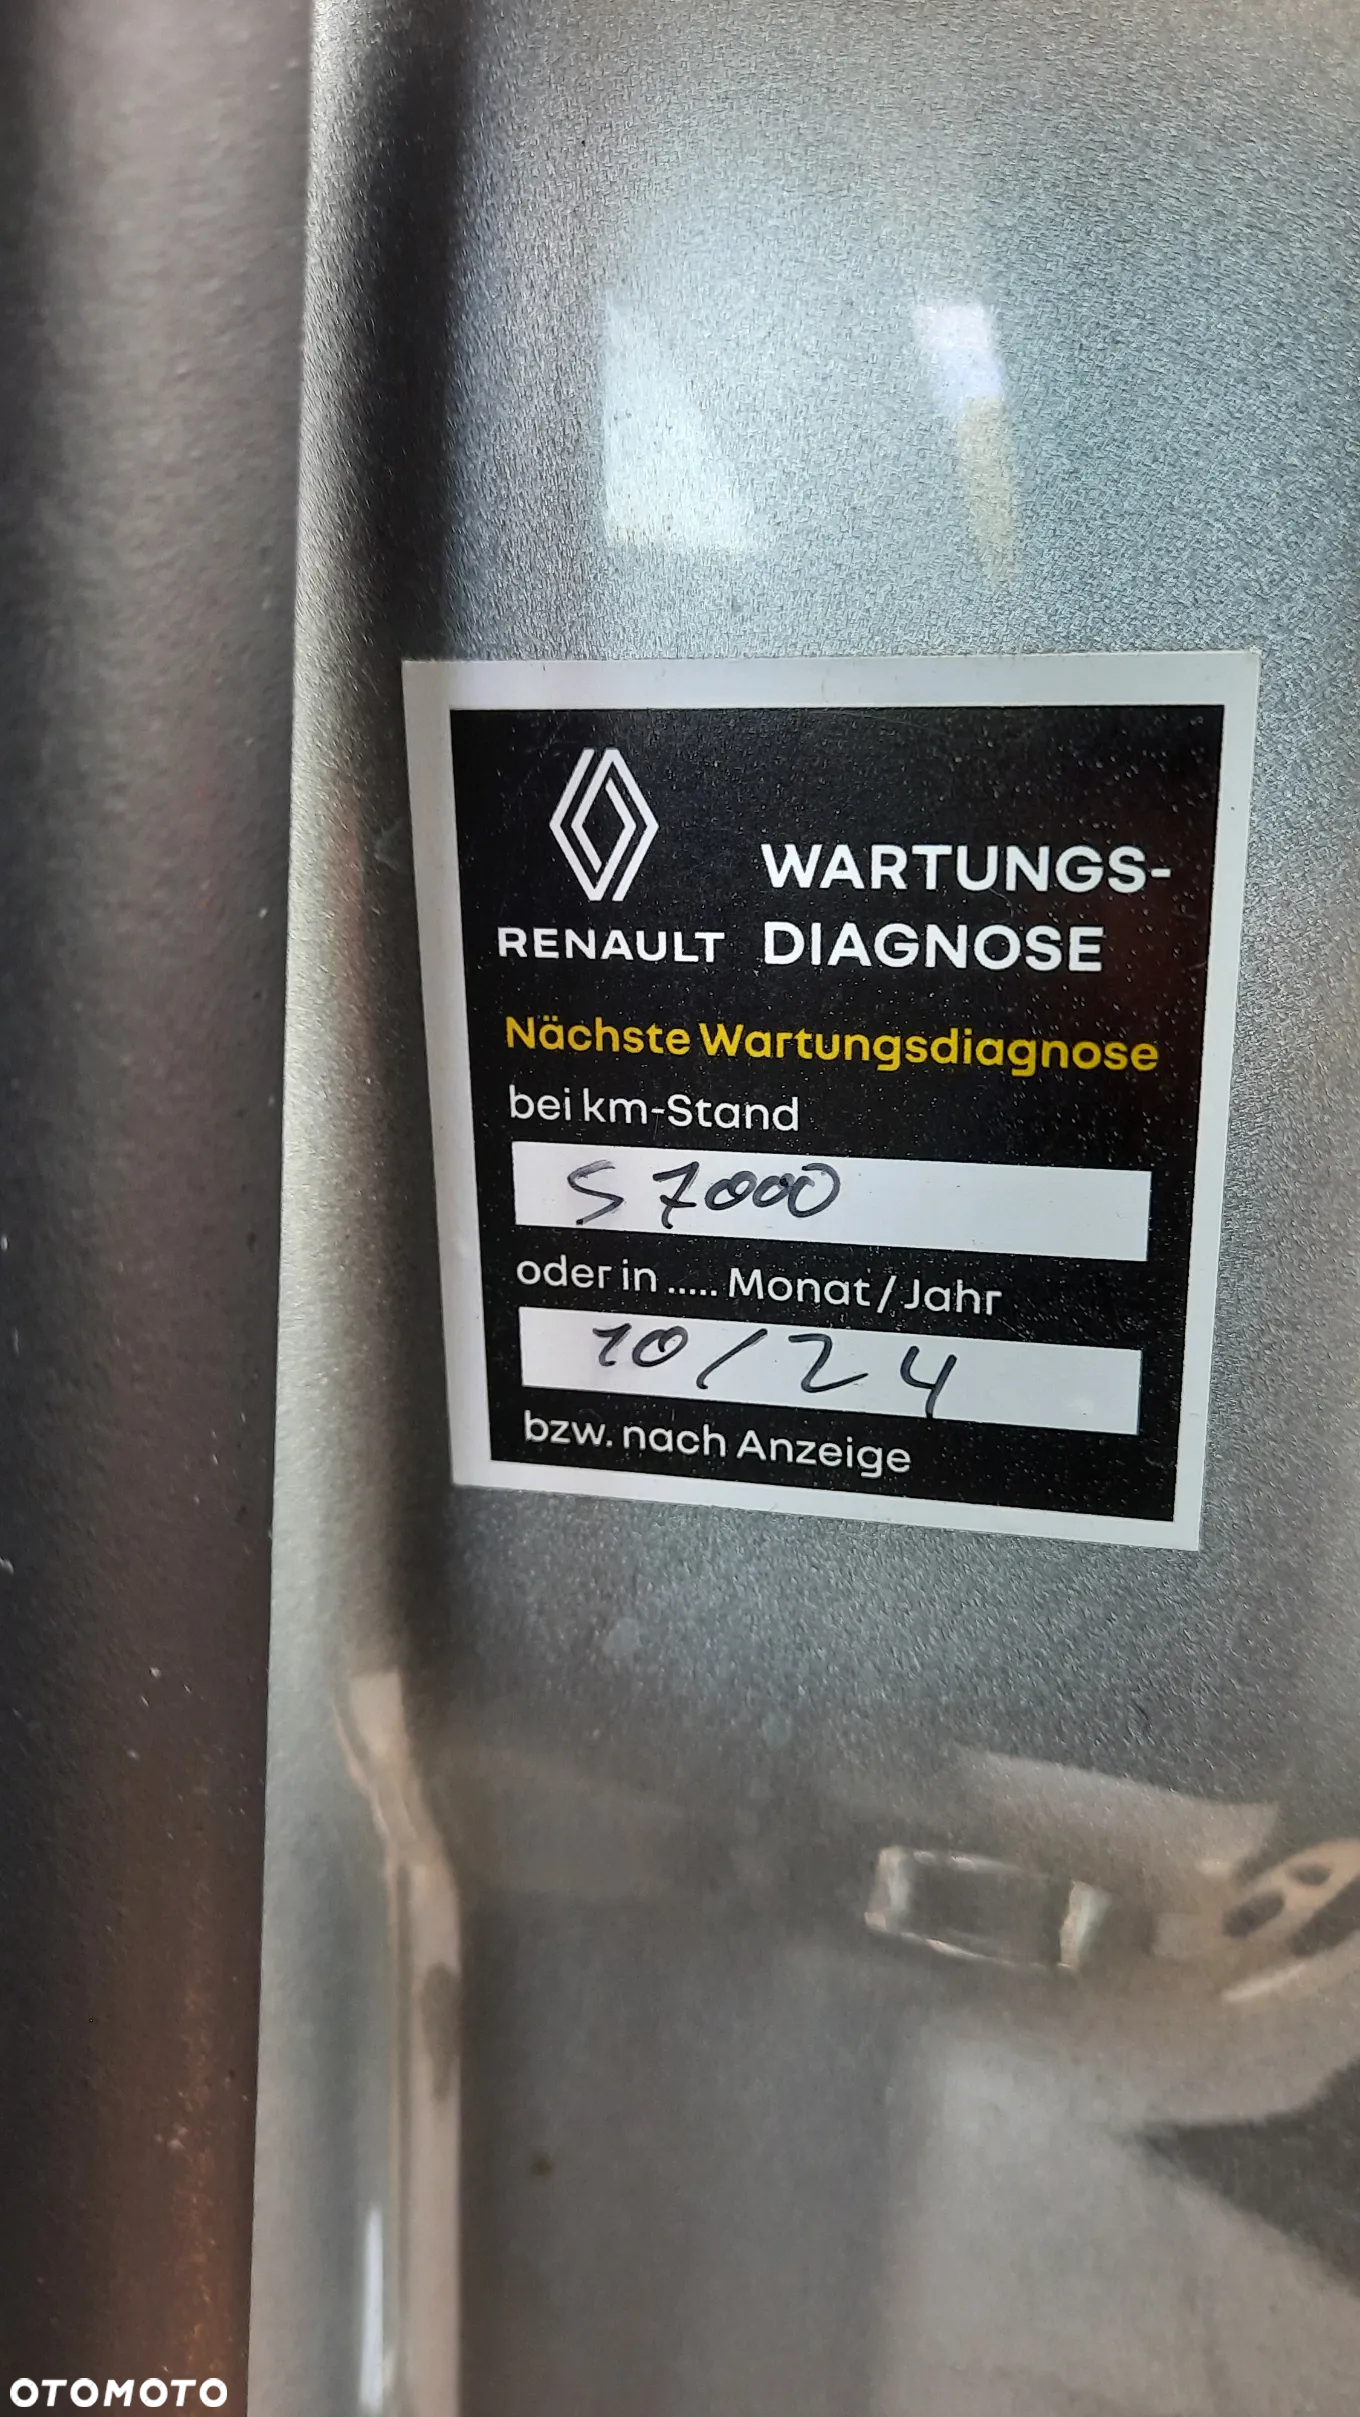 RENAULT
WARTUNGS-
DIAGNOSE
Nächste Wartungsdiagnose
bei km-Stand
57000
oder in ..... Monat/Jahr
10/24
bzw. nach Anzeige
OTOMOTO